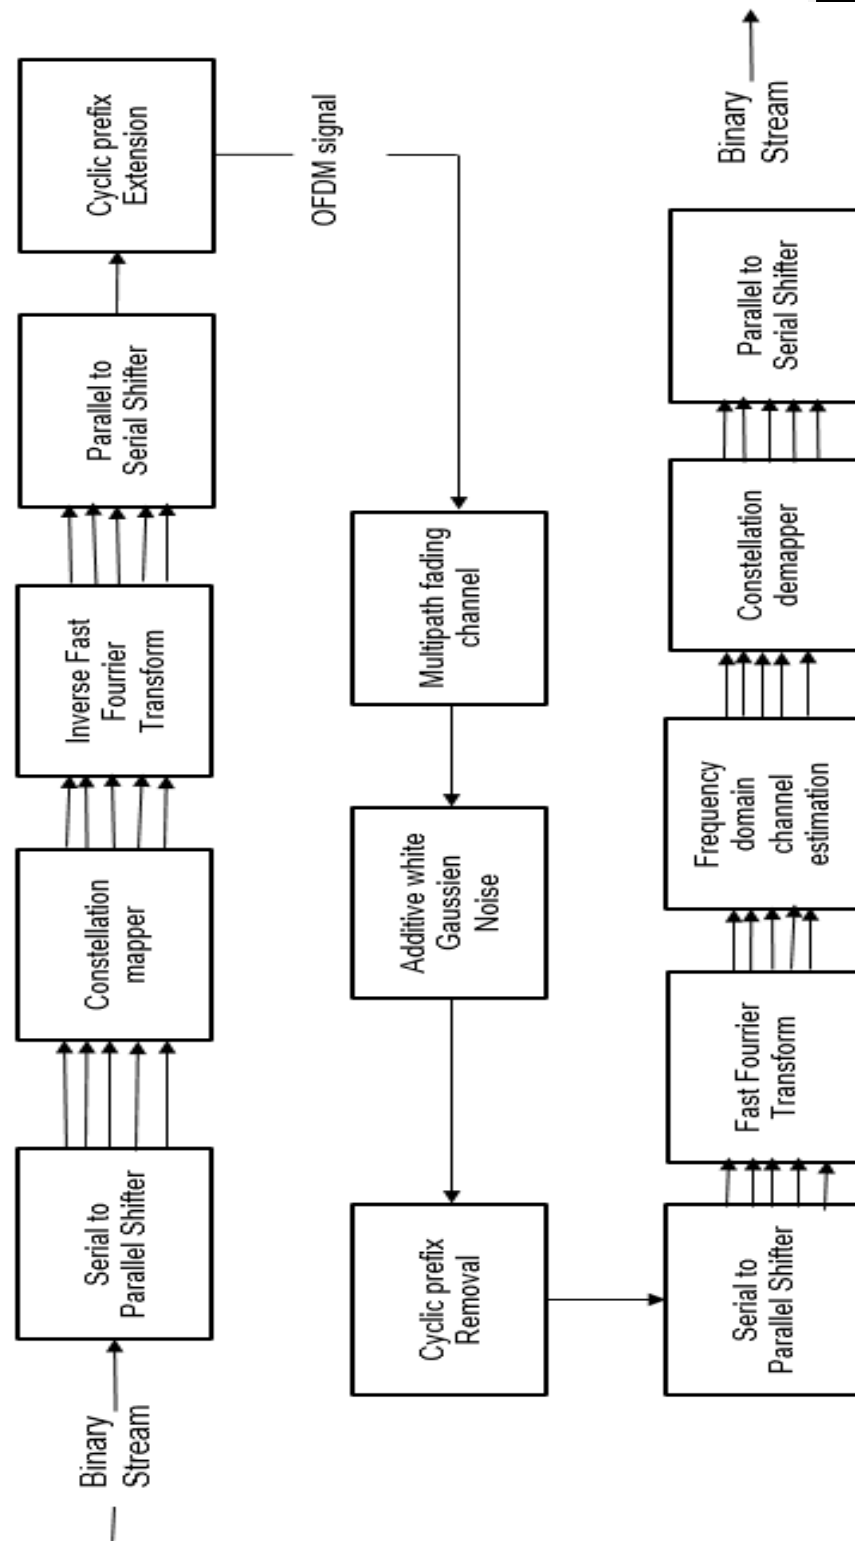 Binary
Stream
Serial to
Parallel Shifter
Constellation
mapper
Inverse Fast
Fourrier
Transform
Parallel to
Serial Shifter
Cyclic prefix
Extension
OFDM signal
Multipath fading
channel
Additive white
Gaussien
Noise
Cyclic prefix
Removal
Serial to
Parallel Shifter
Fast Fourrier
Transform
Frequency
domain
channel
estimation
Constellation
demapper
Parallel to
Serial Shifter
Binary
Stream